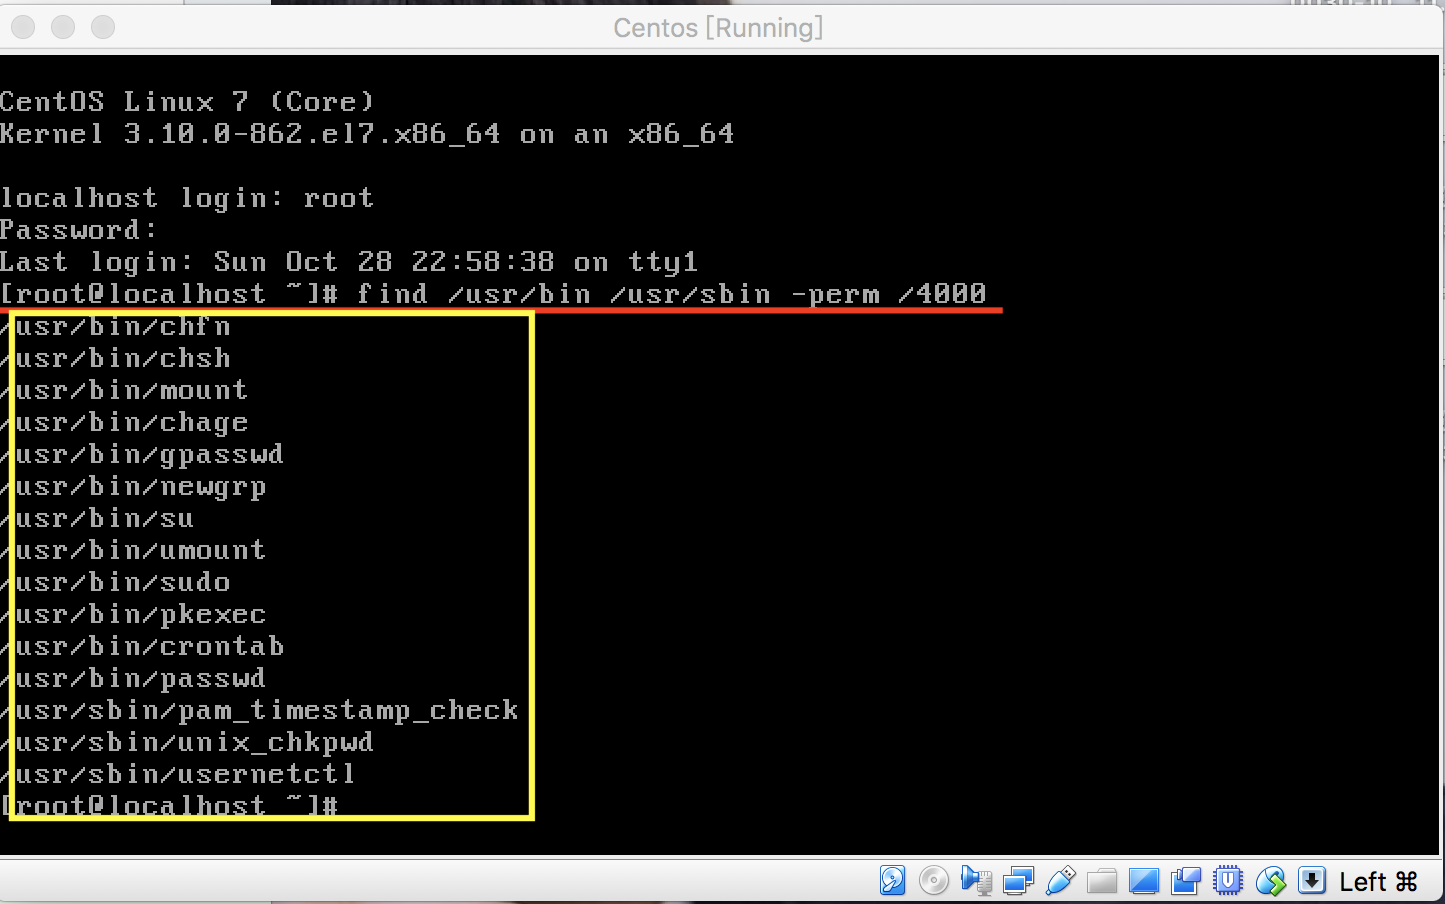 Centos [Running]
CentOS Linux 7 (Core)
Kernel 3.10.0-862.el7.x86_64 on an x86_64
localhost login: root
Password:
Last login: Sun Oct 28 22:58:38 on tty1
[root@localhost ~]# find /usr/bin /usr/sbin -perm /4000
/usr/bin/chfn
/usr/bin/chsh
/usr/bin/mount
/usr/bin/chage
/usr/bin/gpasswd
/usr/bin/newgrp
/usr/bin/su
/usr/bin/umount
/usr/bin/sudo
/usr/bin/pkexec
/usr/bin/crontab
/usr/bin/passwd
/usr/sbin/pam_timestamp_check
/usr/sbin/unix_chkpwd
/usr/sbin/usernetctl
[root@localhost ~]#
Left ⌘